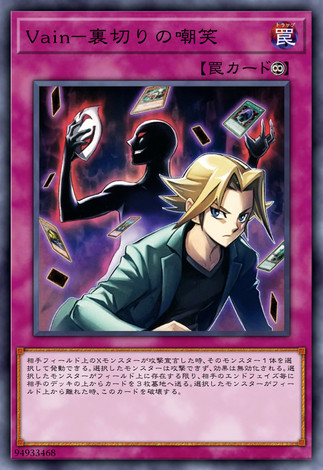 Vain－裏切りの嘲笑
トラップ
罠
【罠カード】
相手フィールド上のXモンスターが攻撃宣言した時、そのモンスター１体を選
択して発動できる。選択したモンスターは攻撃できず、効果は無効化される。選
択したモンスターがフィールド上に存在する限り、相手のエンドフェイズ毎に
相手のデッキの上からカードを３枚墓地へ送る。選択したモンスターがフィー
ルド上から離れた時、このカードを破壊する。
94933468